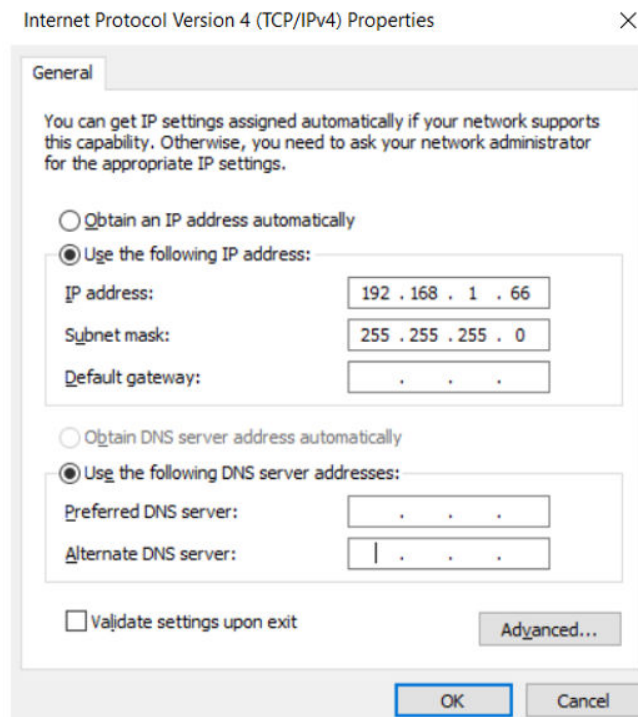 Internet Protocol Version 4 (TCP/IPv4) Properties
General
You can get IP settings assigned automatically if your network supports
this capability. Otherwise, you need to ask your network administrator
for the appropriate IP settings.
Obtain an IP address automatically
Use the following IP address:
IP address: 192 . 168 . 1 . 66
Subnet mask: 255 . 255 . 255 . 0
Default gateway: . . .
Obtain DNS server address automatically
Use the following DNS server addresses:
Preferred DNS server: . . .
Alternate DNS server: . . .
Validate settings upon exit
Advanced...
OK Cancel